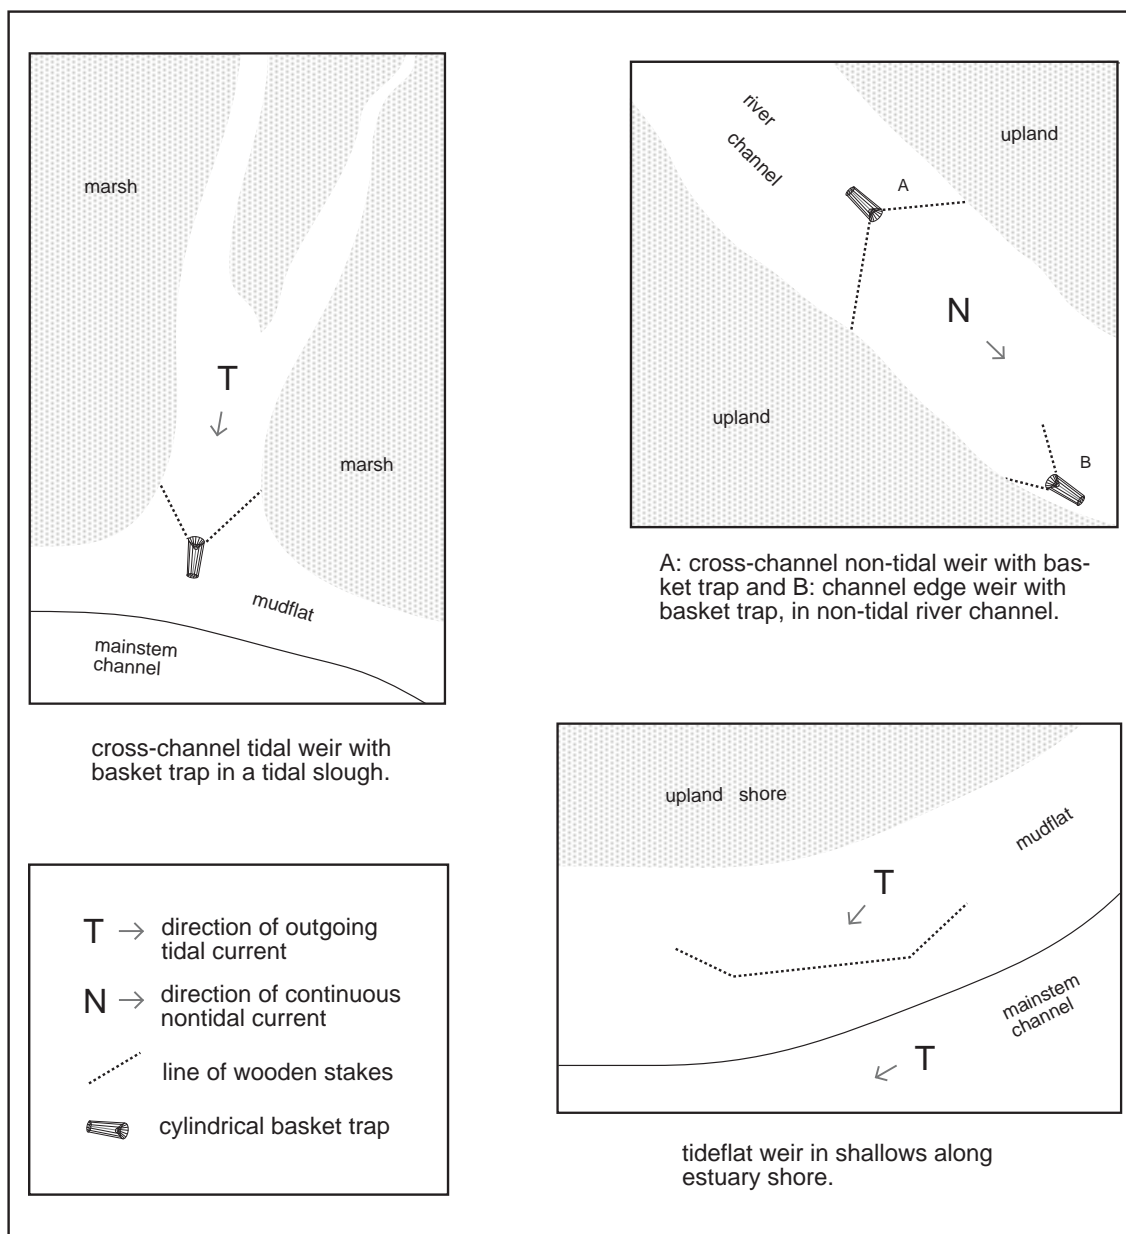 marsh
T
marsh
mudflat
mainstem
channel
cross-channel tidal weir with
basket trap in a tidal slough.
river
channel
upland
A
N
upland
B
A: cross-channel non-tidal weir with bas-
ket trap and B: channel edge weir with
basket trap, in non-tidal river channel.
T direction of outgoing
tidal current
N direction of continuous
nontidal current
line of wooden stakes
cylindrical basket trap
upland shore
mudflat
T
mainstem
channel
T
tideflat weir in shallows along
estuary shore.